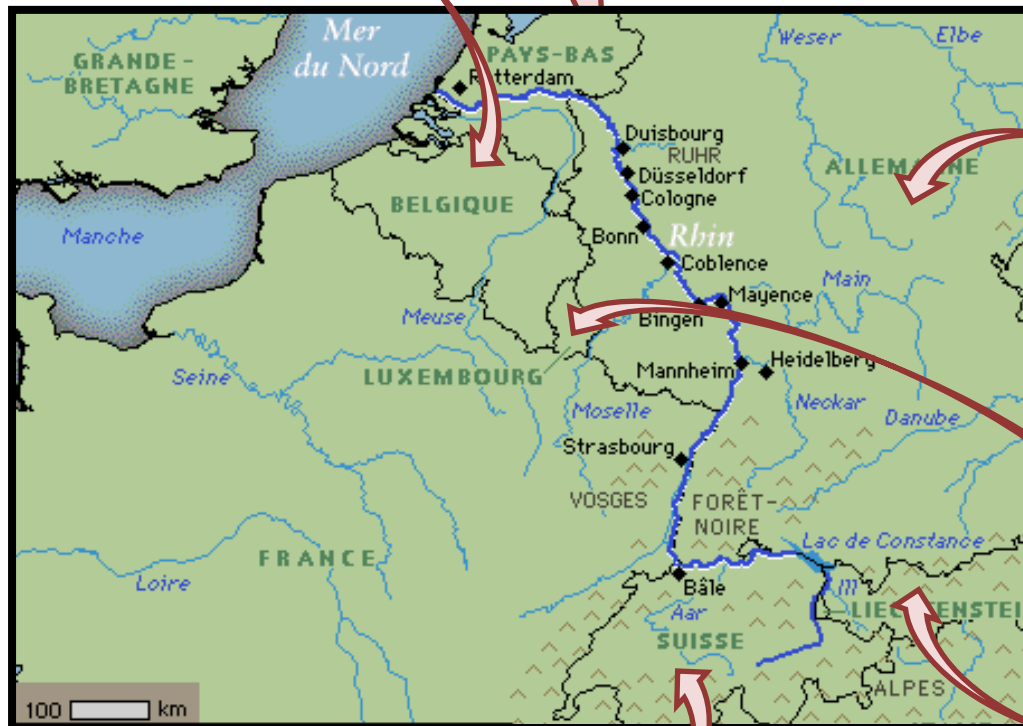 Mer
du Nord
GRANDE-
BRETAGNE
PAYS-BAS
Rotterdam
Weser
Elbe
Duisbourg
RUHR
Düsseldorf
Cologne
ALLEMAGNE
BELGIQUE
Manche
Bonn
Rhin
Coblence
Main
Mayence
Bingen
Meuse
Seine
LUXEMBOURG
Mannheim
Heidelberg
Moselle
Neckar
Danube
Strasbourg
VOSGES
FORÊT-
NOIRE
Lac de Constance
FRANCE
Loire
Bâle
Aar
Ill
LIECHTENSTEI
SUISSE
ALPES
100 km